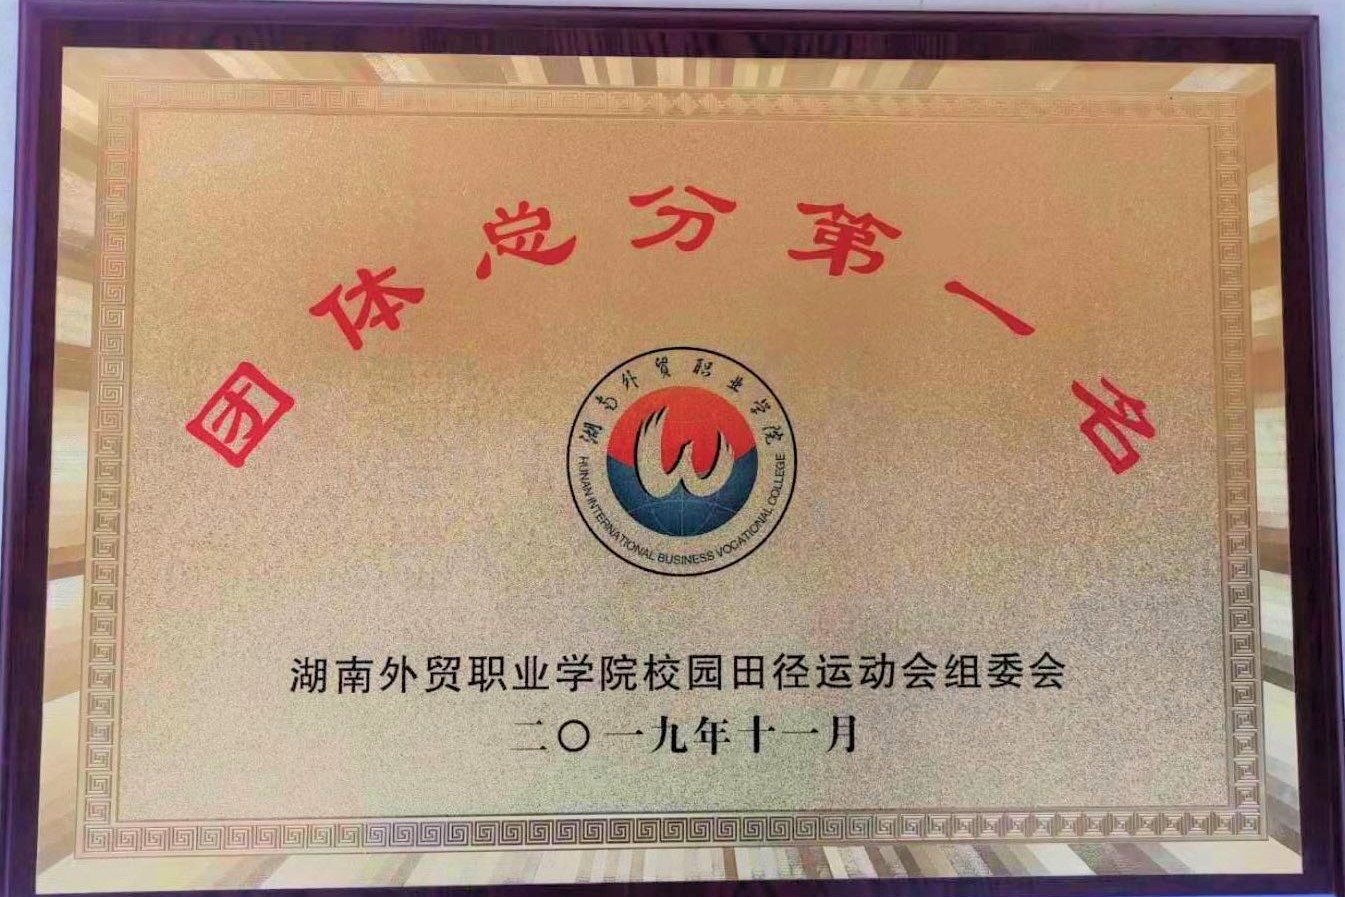 团体总分第一名
湖南外贸职业学院
HUNAN INTERNATIONAL BUSINESS VOCATIONAL COLLEGE
湖南外贸职业学院校园田径运动会组委会
二〇一九年十一月